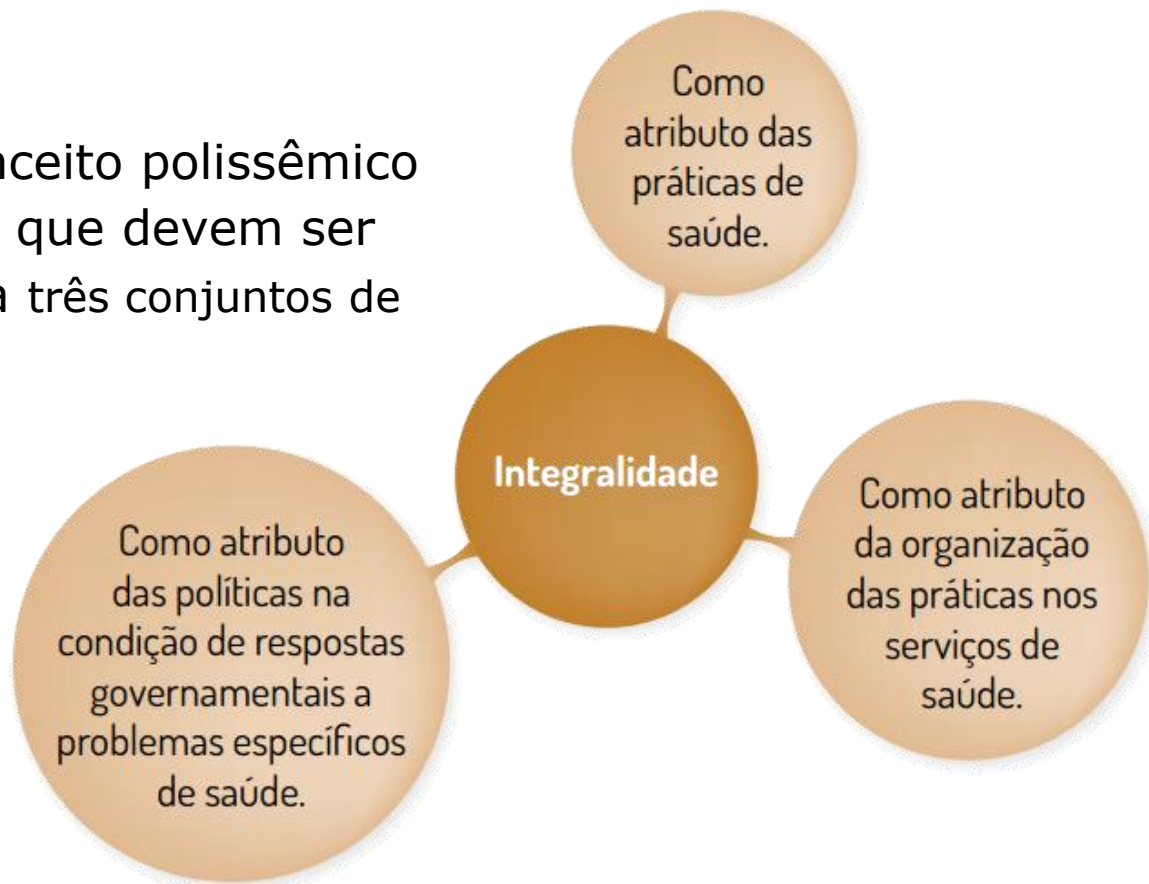 polissêmico
que devem ser
três conjuntos de
Como
atributo das
práticas de
saúde.
Integralidade
Como atributo
da organização
das práticas nos
serviços de
saúde.
Como atributo
das políticas na
condição de respostas
governamentais a
problemas específicos
de saúde.